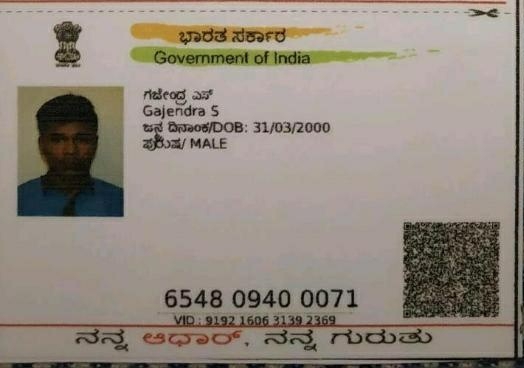 ಭಾರತ ಸರ್ಕಾರ
Government of India
ಗಜೇಂದ್ರ ಎಸ್
Gajendra S
ಜನ್ಮ ದಿನಾಂಕ/DOB: 31/03/2000
ಪುರುಷ/ MALE
6548 0940 0071
VID : 9192 1606 3139 2369
ನನ್ನ ಆಧಾರ್, ನನ್ನ ಗುರುತು